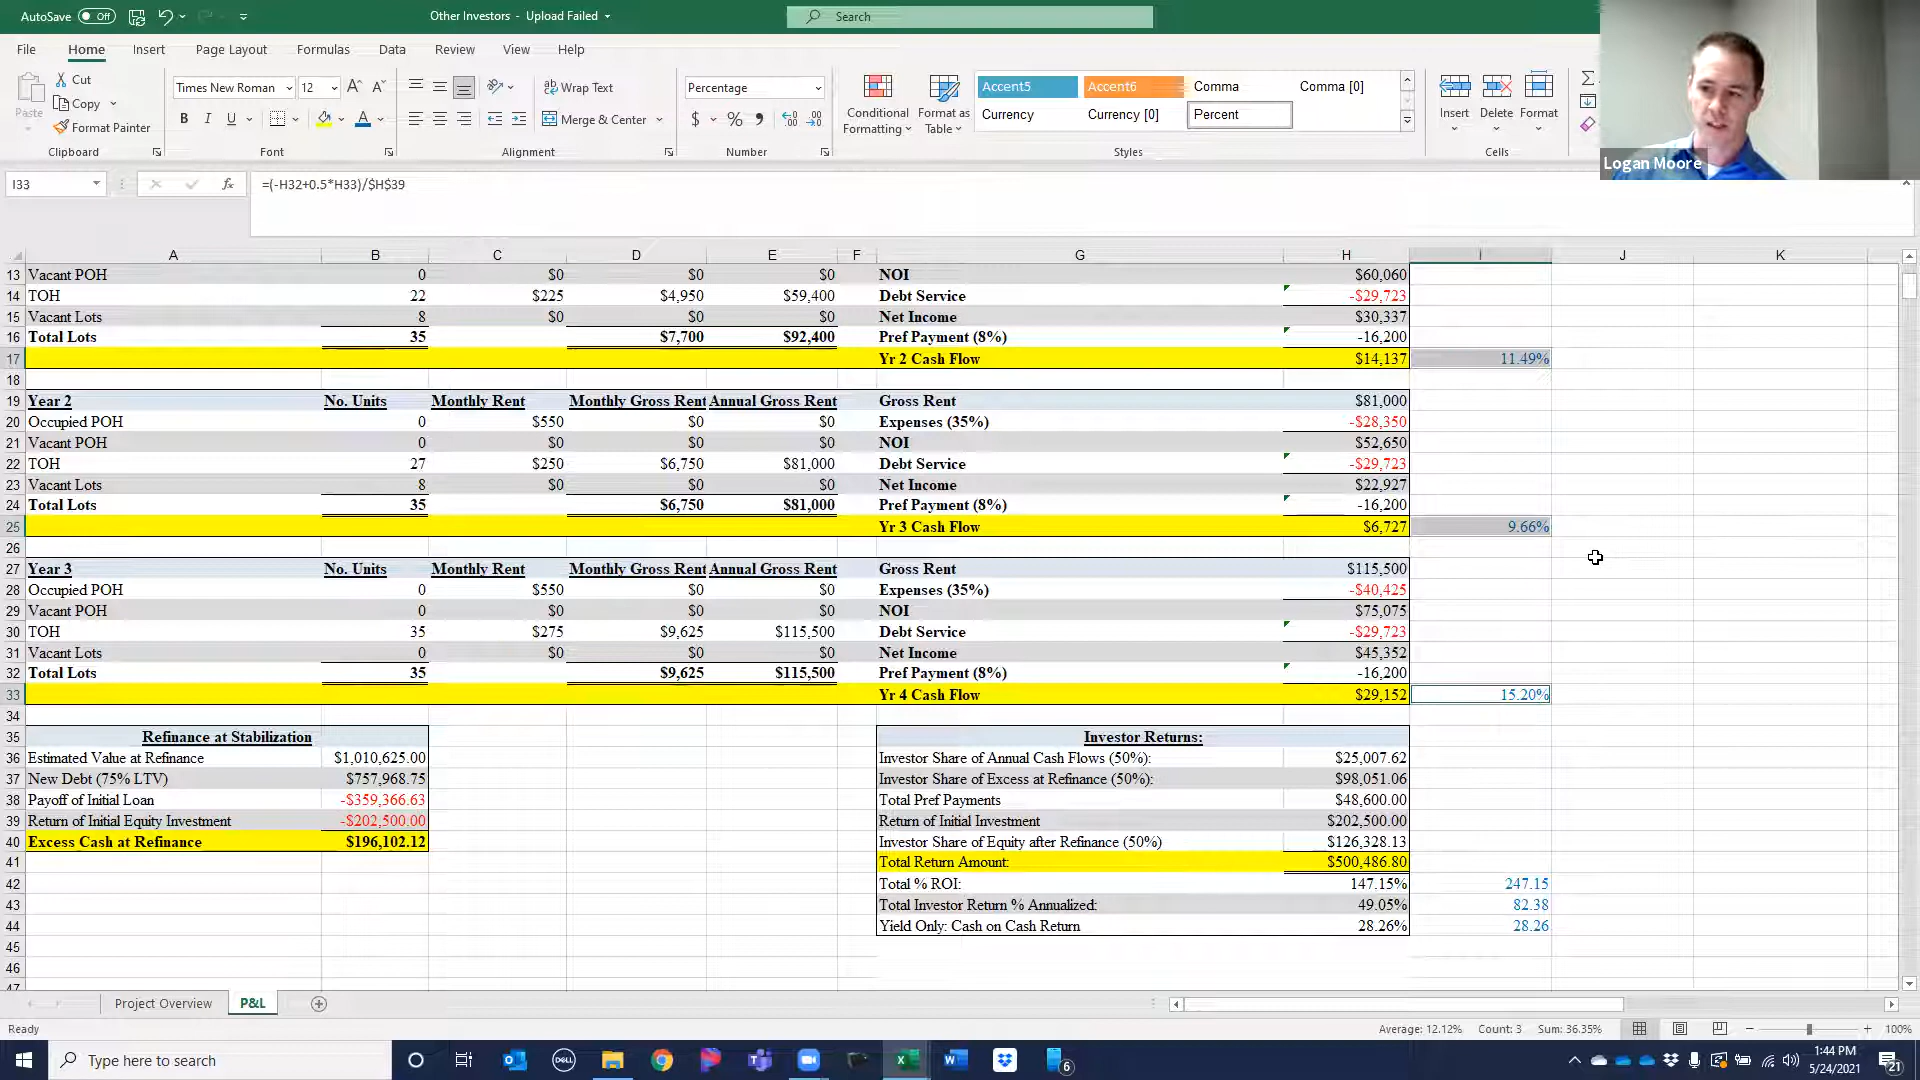 AutoSave Off Other Investors - Upload Failed Search
File Home Insert Page Layout Formulas Data Review View Help
Cut
Copy
Format Painter
Paste
Times New Roman 12
Wrap Text
Merge & Center
Percentage
Conditional Formatting
Format as Table
Accent5 Accent6 Comma Comma [0]
Currency Currency [0] Percent
Insert Delete Format
Clipboard Font Alignment Number Styles Cells
Logan Moore
I33 fx =(-H32+0.5*H33)/$H$39
A B C D E F G H I J K
13 Vacant POH 0 $0 $0 $0 NOI $60,060
14 TOH 22 $225 $4,950 $59,400 Debt Service -$29,723
15 Vacant Lots 8 $0 $0 $0 Net Income $30,337
16 Total Lots 35 $7,700 $92,400 Pref Payment (8%) -16,200
17 Yr 2 Cash Flow $14,137 11.49%
18
19 Year 2 No. Units Monthly Rent Monthly Gross Rent Annual Gross Rent Gross Rent $81,000
20 Occupied POH 0 $550 $0 $0 Expenses (35%) -$28,350
21 Vacant POH 0 $0 $0 $0 NOI $52,650
22 TOH 27 $250 $6,750 $81,000 Debt Service -$29,723
23 Vacant Lots 8 $0 $0 $0 Net Income $22,927
24 Total Lots 35 $6,750 $81,000 Pref Payment (8%) -16,200
25 Yr 3 Cash Flow $6,727 9.66%
26
27 Year 3 No. Units Monthly Rent Monthly Gross Rent Annual Gross Rent Gross Rent $115,500
28 Occupied POH 0 $550 $0 $0 Expenses (35%) -$40,425
29 Vacant POH 0 $0 $0 $0 NOI $75,075
30 TOH 35 $275 $9,625 $115,500 Debt Service -$29,723
31 Vacant Lots 0 $0 $0 $0 Net Income $45,352
32 Total Lots 35 $9,625 $115,500 Pref Payment (8%) -16,200
33 Yr 4 Cash Flow $29,152 15.20%
34
35 Refinance at Stabilization Investor Returns:
36 Estimated Value at Refinance $1,010,625.00 Investor Share of Annual Cash Flows (50%): $25,007.62
37 New Debt (75% LTV) $757,968.75 Investor Share of Excess at Refinance (50%): $98,051.06
38 Payoff of Initial Loan -$359,366.63 Total Pref Payments $48,600.00
39 Return of Initial Equity Investment -$202,500.00 Return of Initial Investment $202,500.00
40 Excess Cash at Refinance $196,102.12 Investor Share of Equity after Refinance (50%) $126,328.13
41 Total Return Amount: $500,486.80
42 Total % ROI: 147.15% 247.15
43 Total Investor Return % Annualized: 49.05% 82.38
44 Yield Only: Cash on Cash Return 28.26% 28.26
45
46
47
Project Overview P&L
Ready Average: 12.12% Count: 3 Sum: 36.35% 100%
Type here to search DELL 6 1:44 PM
5/24/2021 21